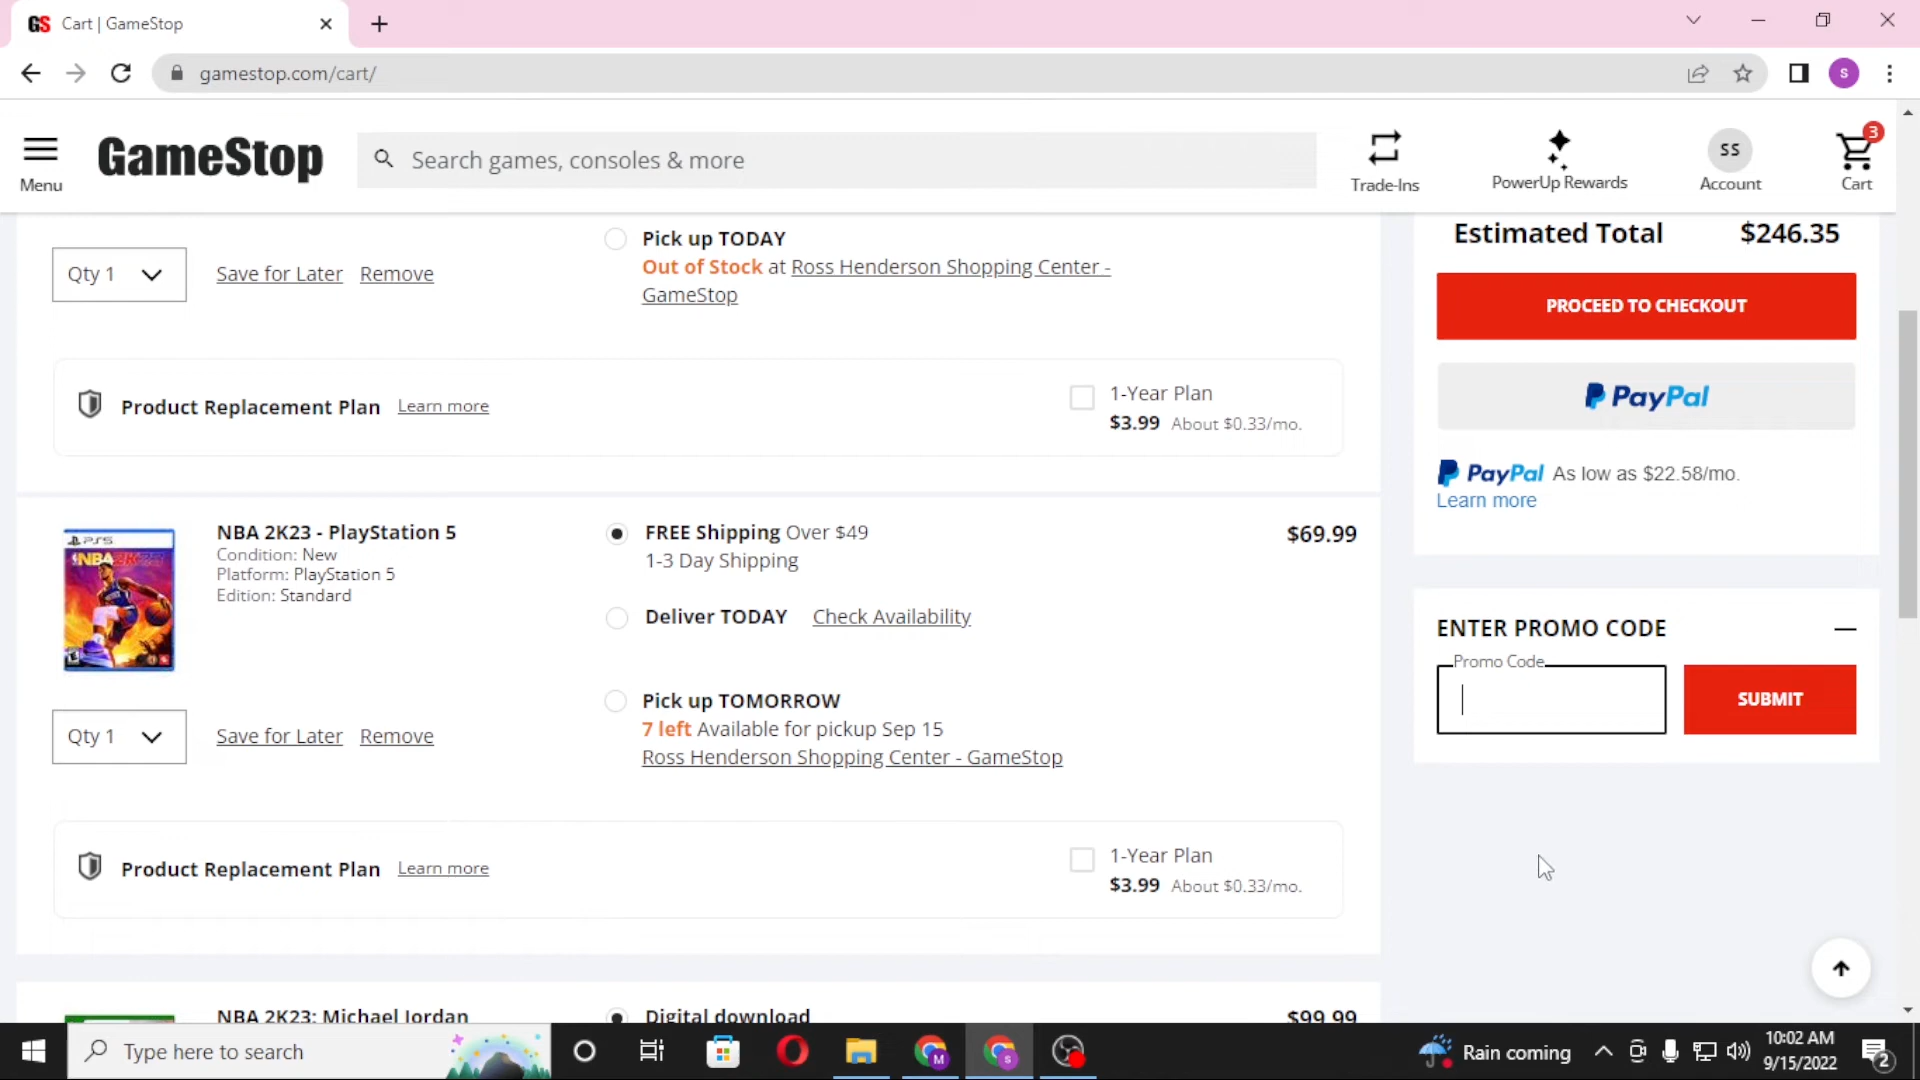 GS Cart | GameStop
gamestop.com/cart/
S
Menu
GameStop
Search games, consoles & more
Trade-Ins
PowerUp Rewards
SS
Account
3
Cart
Pick up TODAY
Out of Stock at Ross Henderson Shopping Center -
GameStop
Qty 1
Save for Later Remove
Product Replacement Plan Learn more
1-Year Plan
$3.99 About $0.33/mo.
NBA 2K23 - PlayStation 5
Condition: New
Platform: PlayStation 5
Edition: Standard
PS5
NBA 2K23
FREE Shipping Over $49
1-3 Day Shipping
$69.99
Deliver TODAY Check Availability
Pick up TOMORROW
7 left Available for pickup Sep 15
Ross Henderson Shopping Center - GameStop
Qty 1
Save for Later Remove
Product Replacement Plan Learn more
1-Year Plan
$3.99 About $0.33/mo.
NBA 2K23: Michael Jordan
Digital download
$99.99
Estimated Total $246.35
PROCEED TO CHECKOUT
PayPal
PayPal As low as $22.58/mo.
Learn more
ENTER PROMO CODE
Promo Code
SUBMIT
Type here to search
M
S
Rain coming
10:02 AM
9/15/2022
2